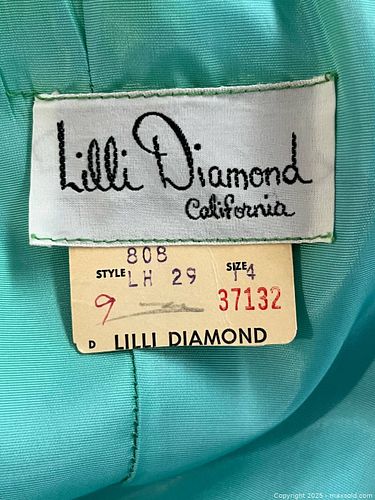 Lilli Diamond
California
808
STYLE LH 29 SIZE 14
9 37132
D LILLI DIAMOND
Copyright 2025 - maxsold.com